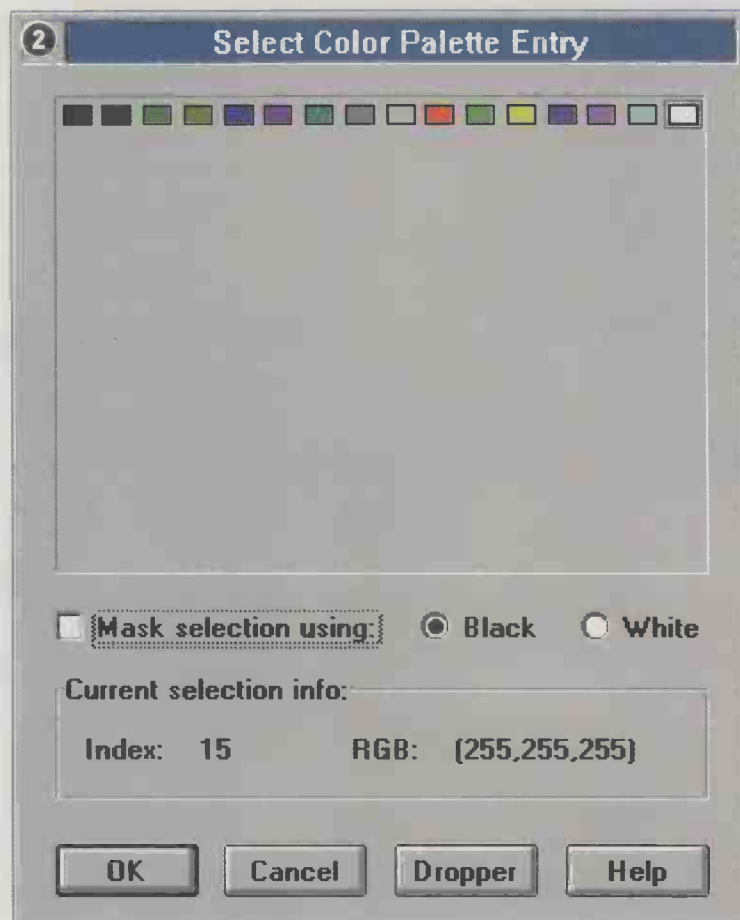 2 Select Color Palette Entry
Mask selection using: Black White
Current selection info:
Index: 15 RGB: (255,255,255)
OK Cancel Dropper Help